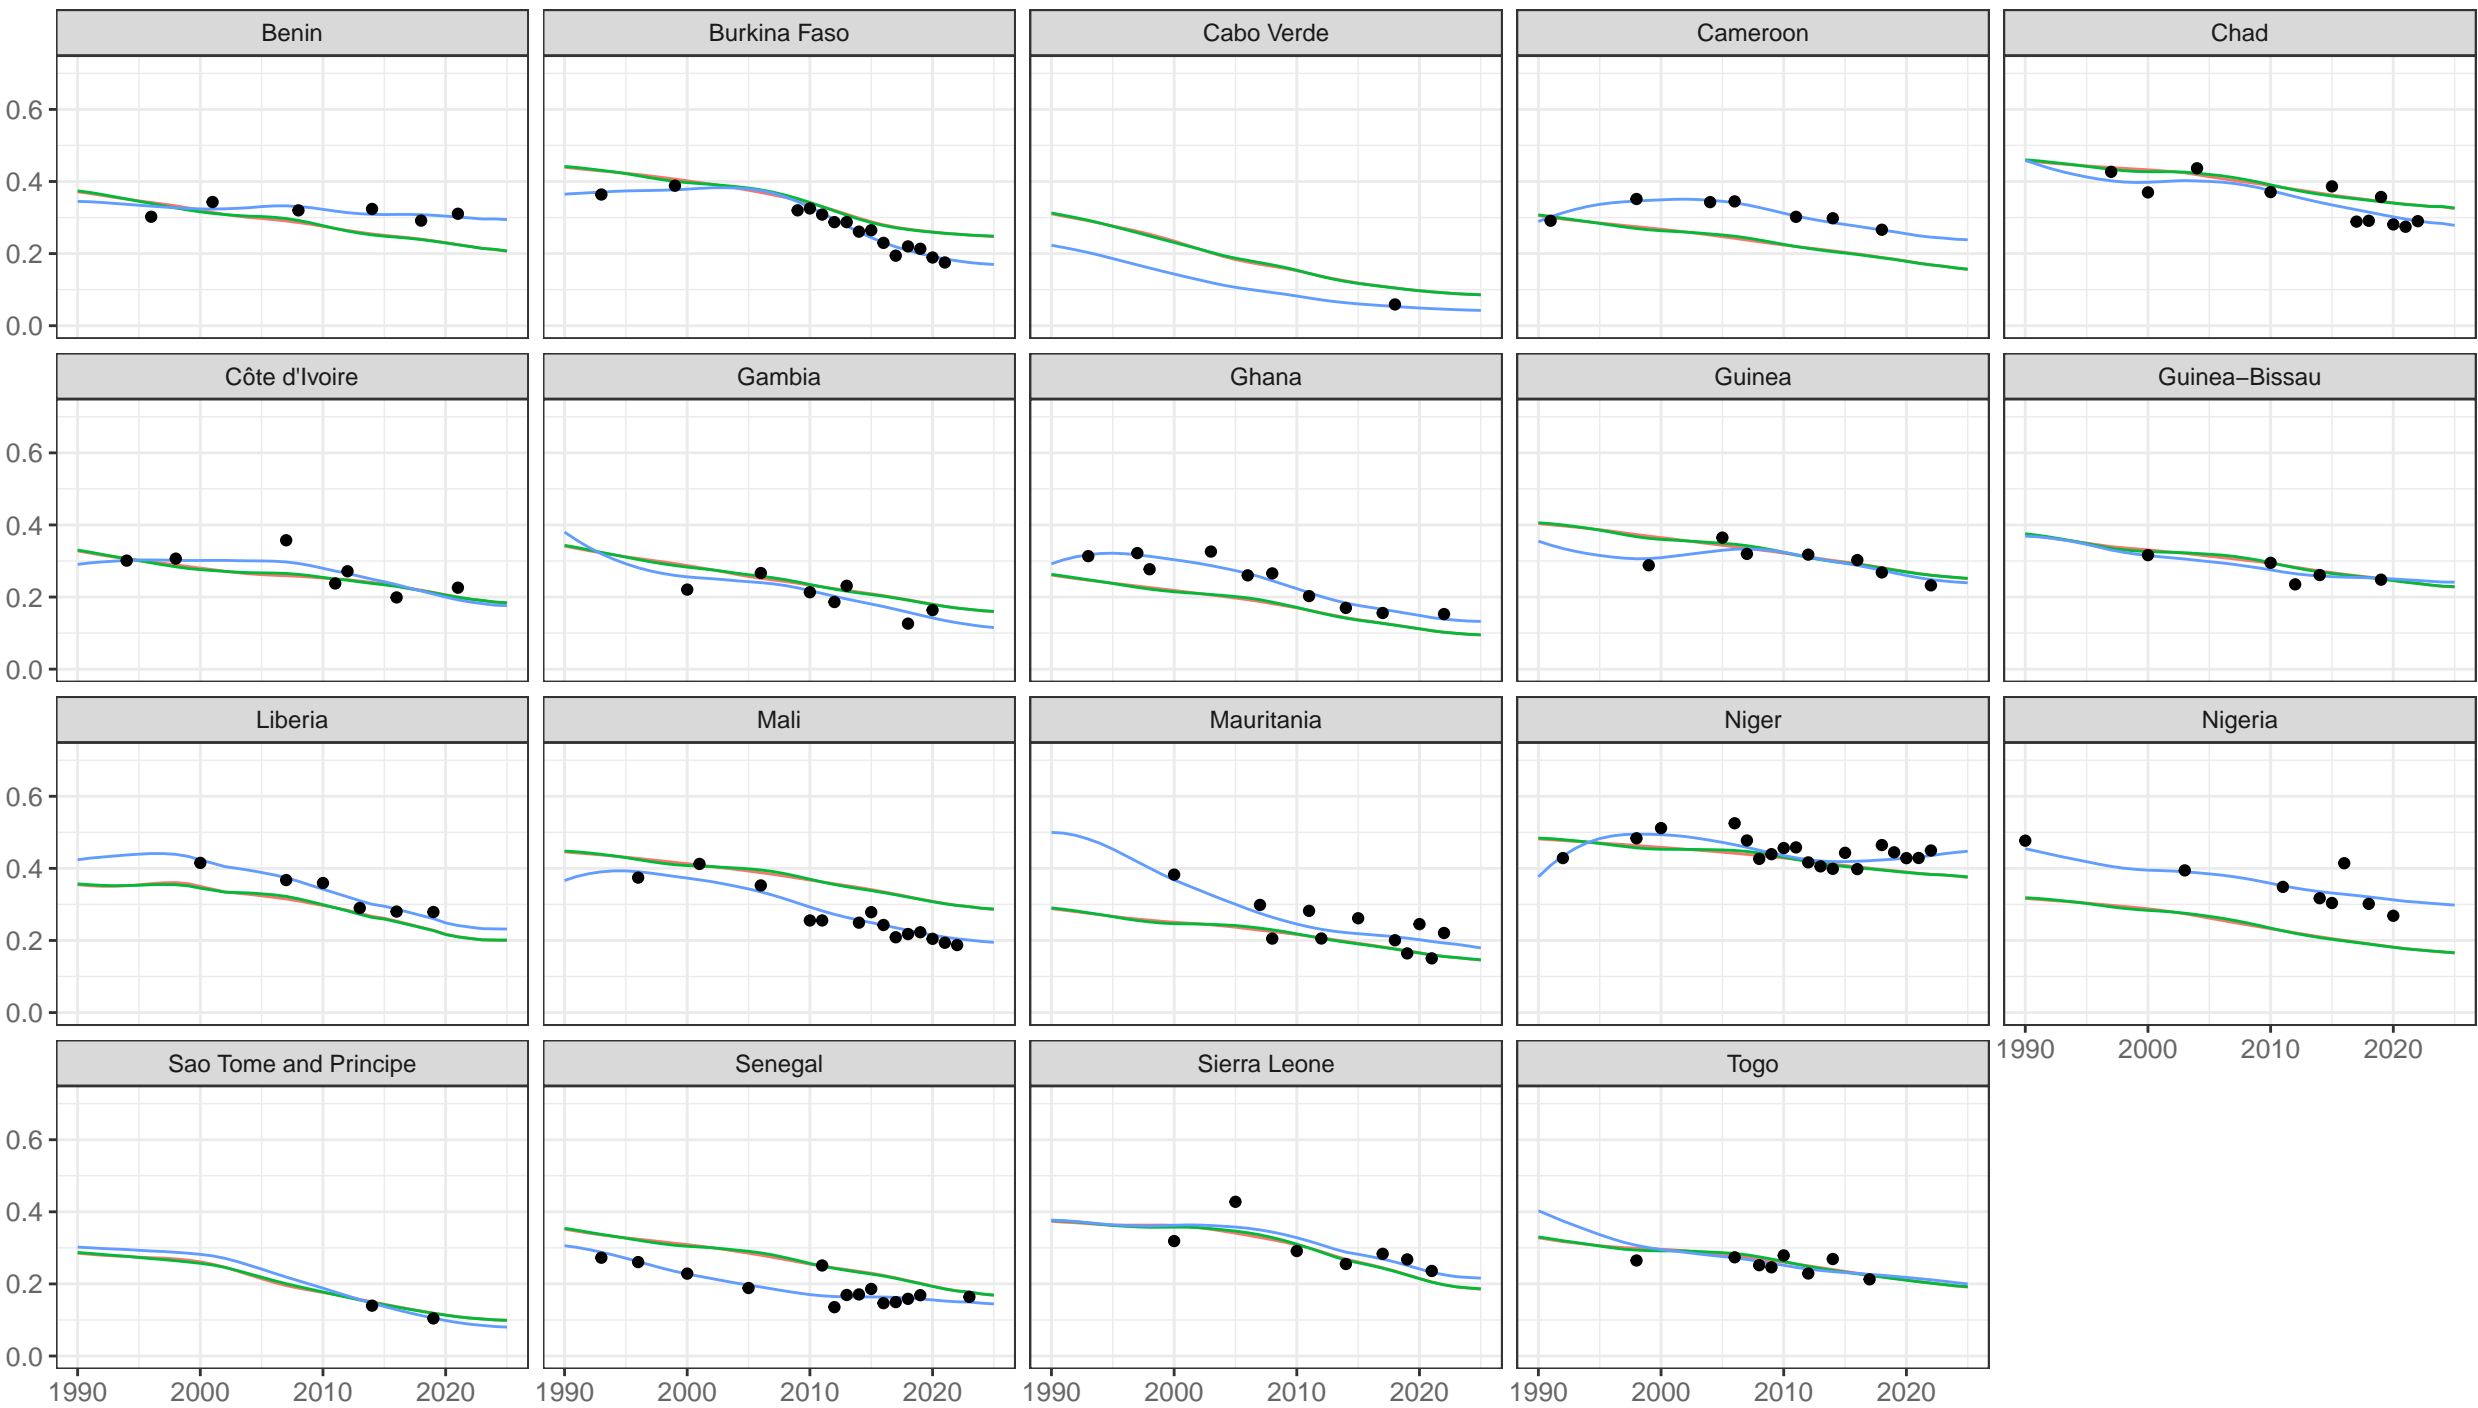 Benin
Burkina Faso
Cabo Verde
Cameroon
Chad
0.6
0.4
0.2
0.0
Côte d'Ivoire
Gambia
Ghana
Guinea
Guinea−Bissau
0.6
0.4
0.2
0.0
Liberia
Mali
Mauritania
Niger
Nigeria
0.6
0.4
0.2
0.0
1990 2000 2010 2020
Sao Tome and Principe
Senegal
Sierra Leone
Togo
0.6
0.4
0.2
0.0
1990 2000 2010 2020
1990 2000 2010 2020
1990 2000 2010 2020
1990 2000 2010 2020